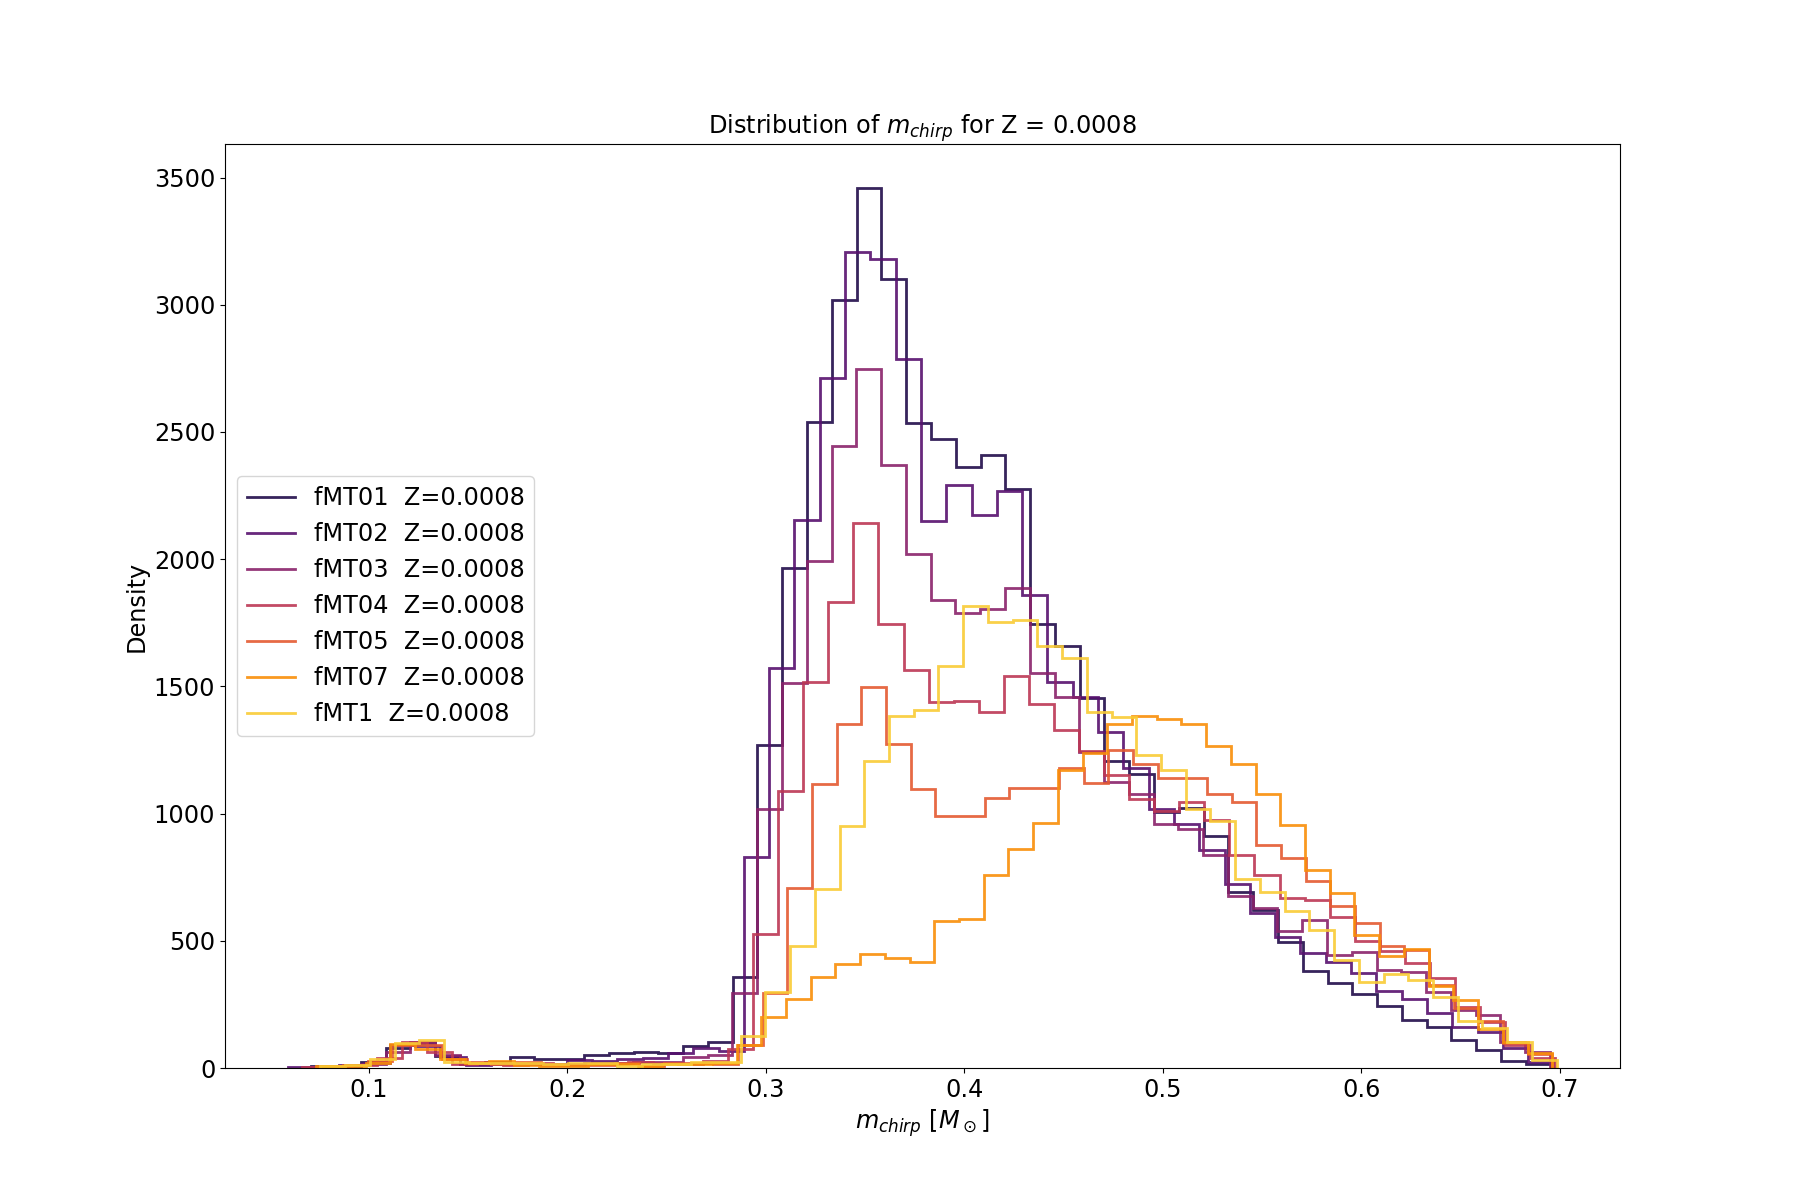 Distribution of m_chirp for Z = 0.0008
3500
3000
2500
2000
1500
1000
500
0
Density
fMT01 Z=0.0008
fMT02 Z=0.0008
fMT03 Z=0.0008
fMT04 Z=0.0008
fMT05 Z=0.0008
fMT07 Z=0.0008
fMT1 Z=0.0008
0.1 0.2 0.3 0.4 0.5 0.6 0.7
m_chirp [M_⊙]